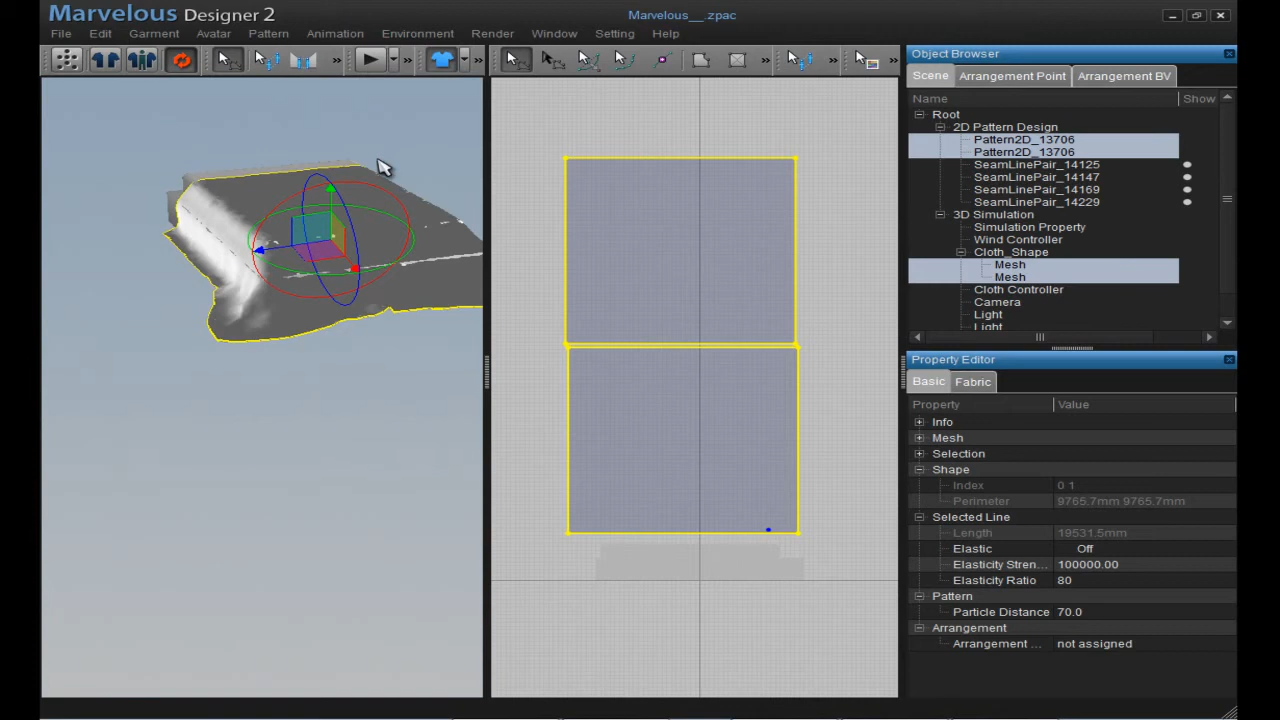 Marvelous Designer 2
Marvelous__.zpac
File Edit Garment Avatar Pattern Animation Environment Render Window Setting Help
Object Browser
Scene Arrangement Point Arrangement BV
Name Show
Root
2D Pattern Design
Pattern2D_13706
Pattern2D_13706
SeamLinePair_14125
SeamLinePair_14147
SeamLinePair_14169
SeamLinePair_14229
3D Simulation
Simulation Property
Wind Controller
Cloth_Shape
Mesh
Mesh
Cloth Controller
Camera
Light
Light
Property Editor
Basic Fabric
Property Value
Info
Mesh
Selection
Shape
Index 0 1
Perimeter 9765.7mm 9765.7mm
Selected Line
Length 19531.5mm
Elastic Off
Elasticity Stren... 100000.00
Elasticity Ratio 80
Pattern
Particle Distance 70.0
Arrangement
Arrangement ... not assigned